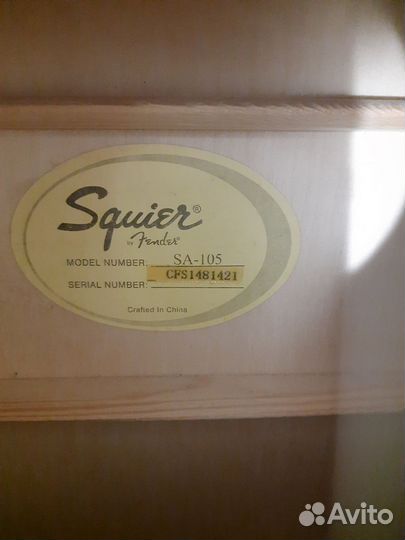 Squier®
by Fender®
MODEL NUMBER: SA-105
CFS1481421
SERIAL NUMBER:
Crafted In China
Avito